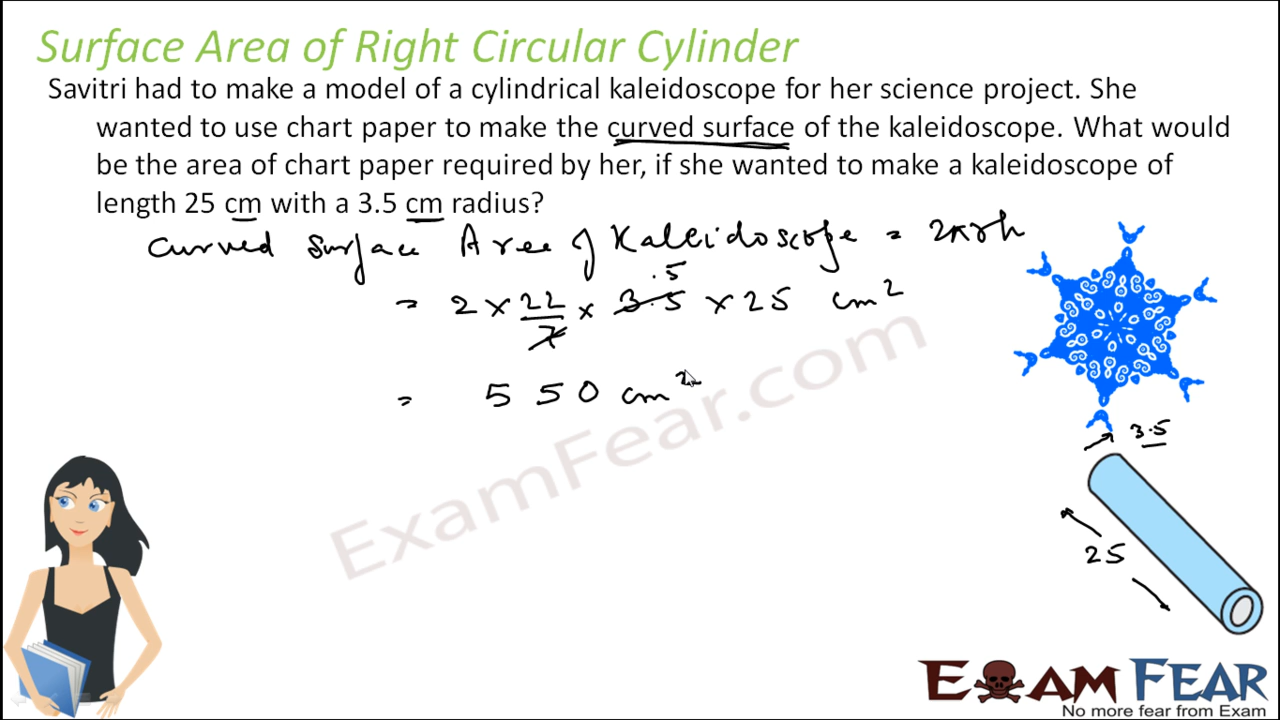 Surface Area of Right Circular Cylinder
Savitri had to make a model of a cylindrical kaleidoscope for her science project. She
wanted to use chart paper to make the curved surface of the kaleidoscope. What would
be the area of chart paper required by her, if she wanted to make a kaleidoscope of
length 25 cm with a 3.5 cm radius?
Curved Surface Area of Kaleidoscope = 2πrh
.5
= 2 × 22/7 × 3.5 × 25 cm²
= 550 cm²
3.5
25
ExamFear.com
EXAM FEAR
No more fear from Exam